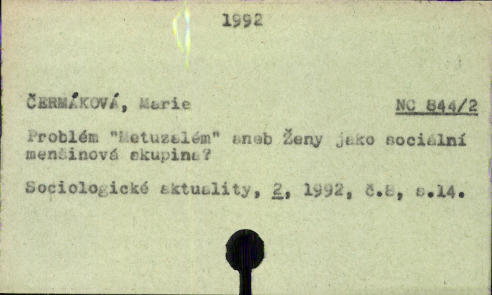 1992
ČERMÁKOVÁ, Marie NC 844/2
Problém "Metuzalém" aneb Ženy jako sociální
menšinová skupina?
Sociologické aktuality, 2, 1992, č.8, s.14.